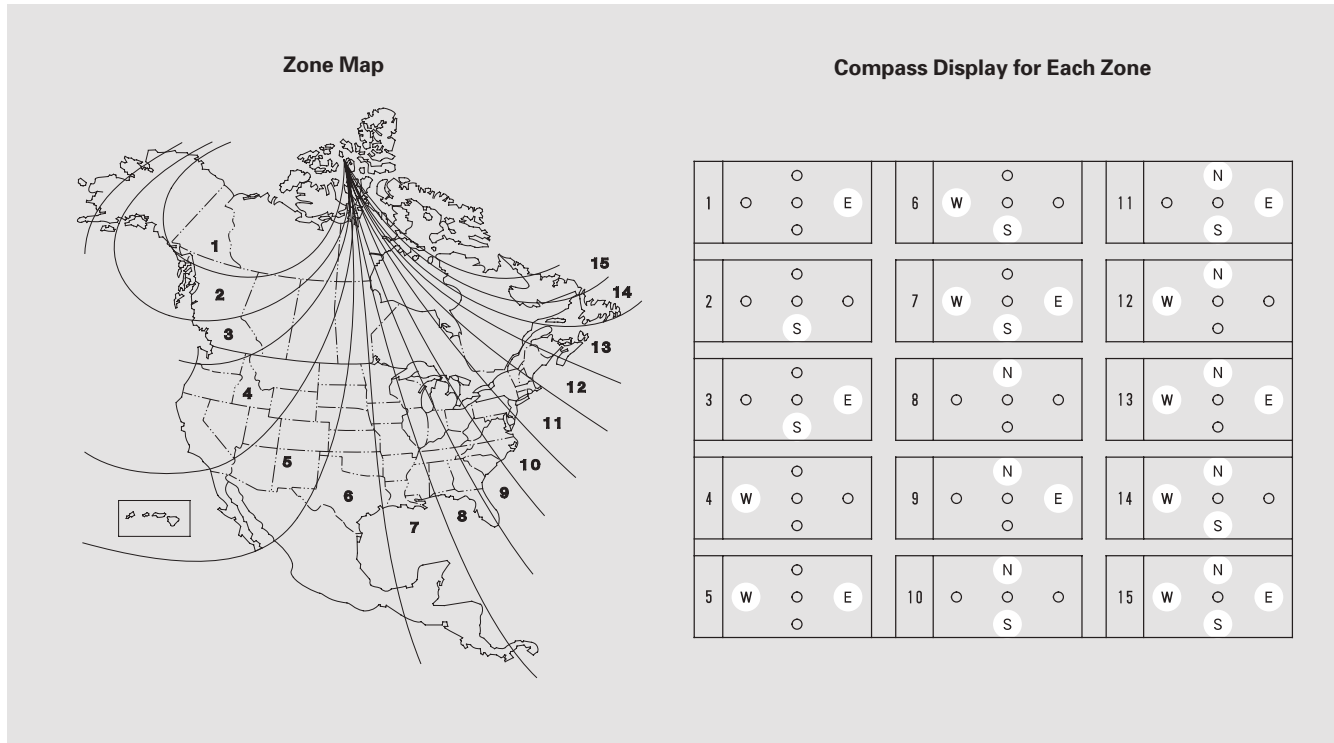 Zone Map
1
2
3
4
5
6
7
8
9
10
11
12
13
14
15
Compass Display for Each Zone
1 E
2 S
3 E S
4 W
5 W E
6 W S
7 W E S
8 N
9 N E
10 N S
11 N E S
12 N W
13 N W E
14 N W S
15 N W E S